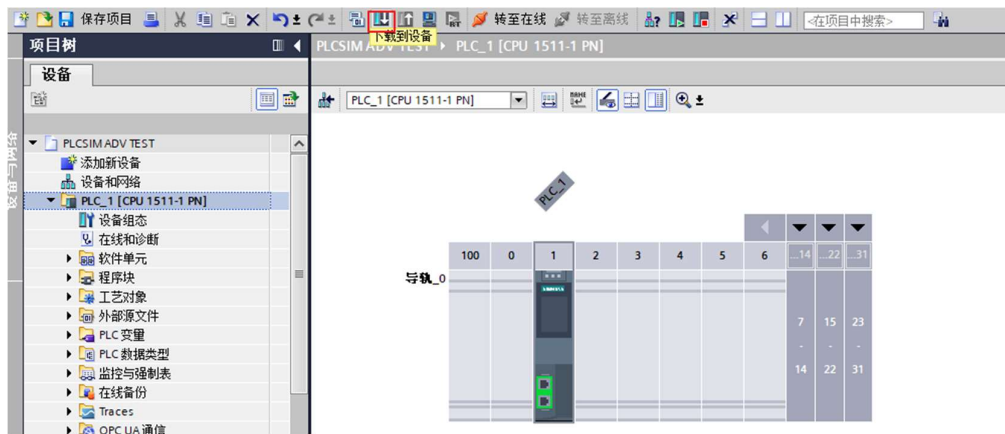 保存项目
转至在线
转至离线
<在项目中搜索>
下载到设备
项目树
PLCSIM ADV TEST
PLC_1 [CPU 1511-1 PN]
设备
PLC_1 [CPU 1511-1 PN]
PLCSIM ADV TEST
添加新设备
设备和网络
PLC_1 [CPU 1511-1 PN]
设备组态
在线和诊断
软件单元
程序块
工艺对象
外部源文件
PLC 变量
PLC 数据类型
监控与强制表
在线备份
Traces
OPC UA 通信
PLC_1
100 0 1 2 3 4 5 6 ...14 ...22 ...31
导轨_0
SIEMENS
7 15 23
- - -
14 22 31